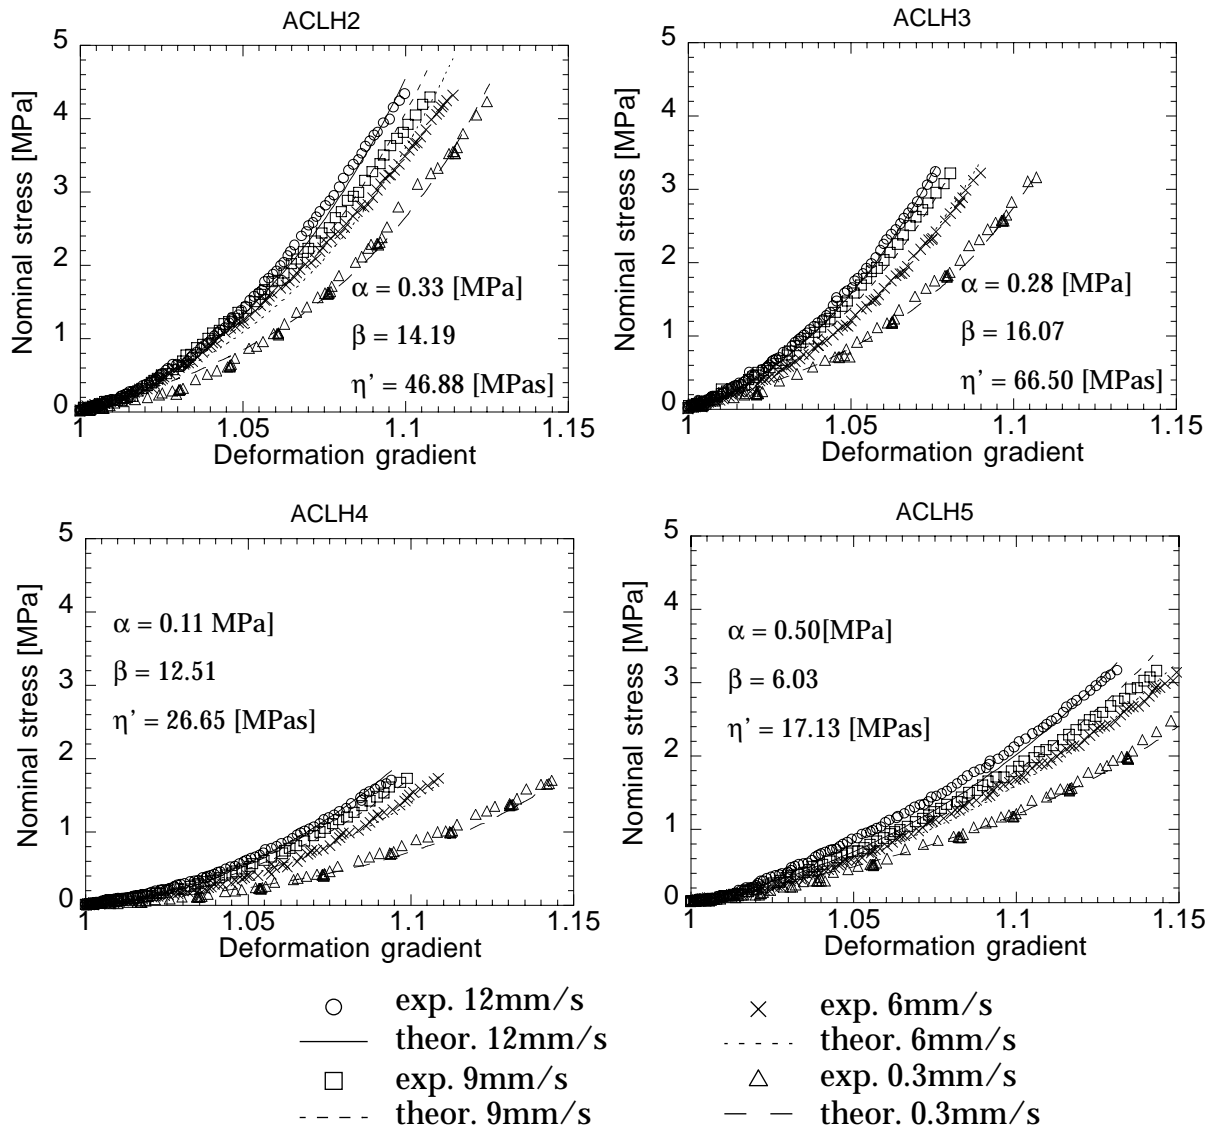 ACLH2
5
4
3
2
1
0
Nominal stress [MPa]
α = 0.33 [MPa]
β = 14.19
η’ = 46.88 [MPas]
1
1.05
1.1
1.15
Deformation gradient
ACLH3
5
4
3
2
1
0
Nominal stress [MPa]
α = 0.28 [MPa]
β = 16.07
η’ = 66.50 [MPas]
1
1.05
1.1
1.15
Deformation gradient
ACLH4
5
4
3
2
1
0
Nominal stress [MPa]
α = 0.11 MPa]
β = 12.51
η’ = 26.65 [MPas]
1
1.05
1.1
1.15
Deformation gradient
ACLH5
5
4
3
2
1
0
Nominal stress [MPa]
α = 0.50[MPa]
β = 6.03
η’ = 17.13 [MPas]
1
1.05
1.1
1.15
Deformation gradient
exp. 12mm/s
theor. 12mm/s
exp. 9mm/s
theor. 9mm/s
exp. 6mm/s
theor. 6mm/s
exp. 0.3mm/s
theor. 0.3mm/s